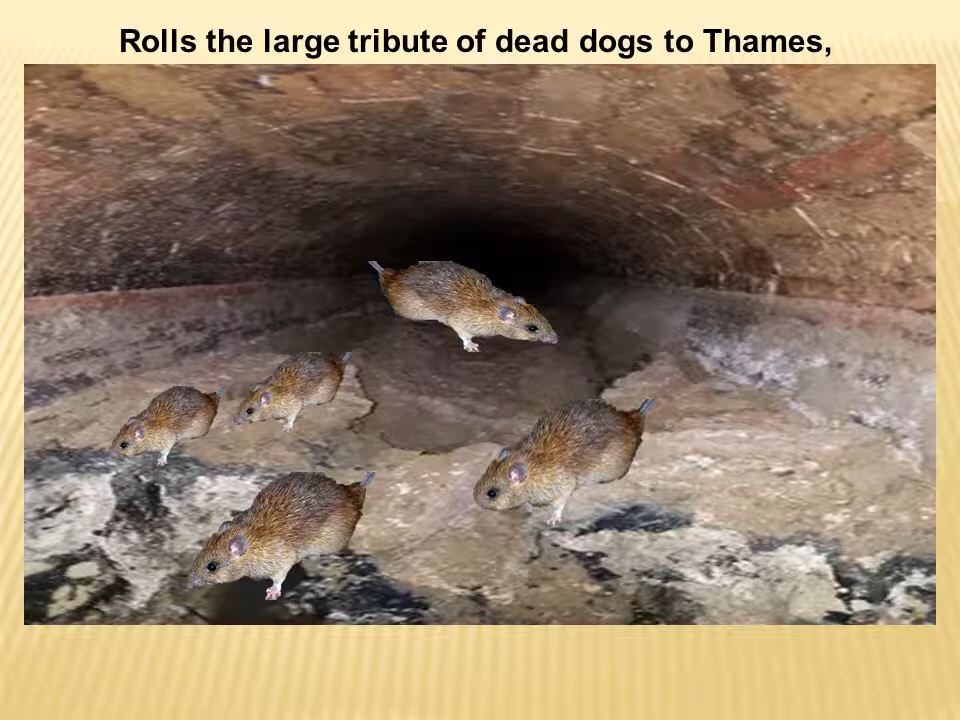 Rolls the large tribute of dead dogs to Thames,